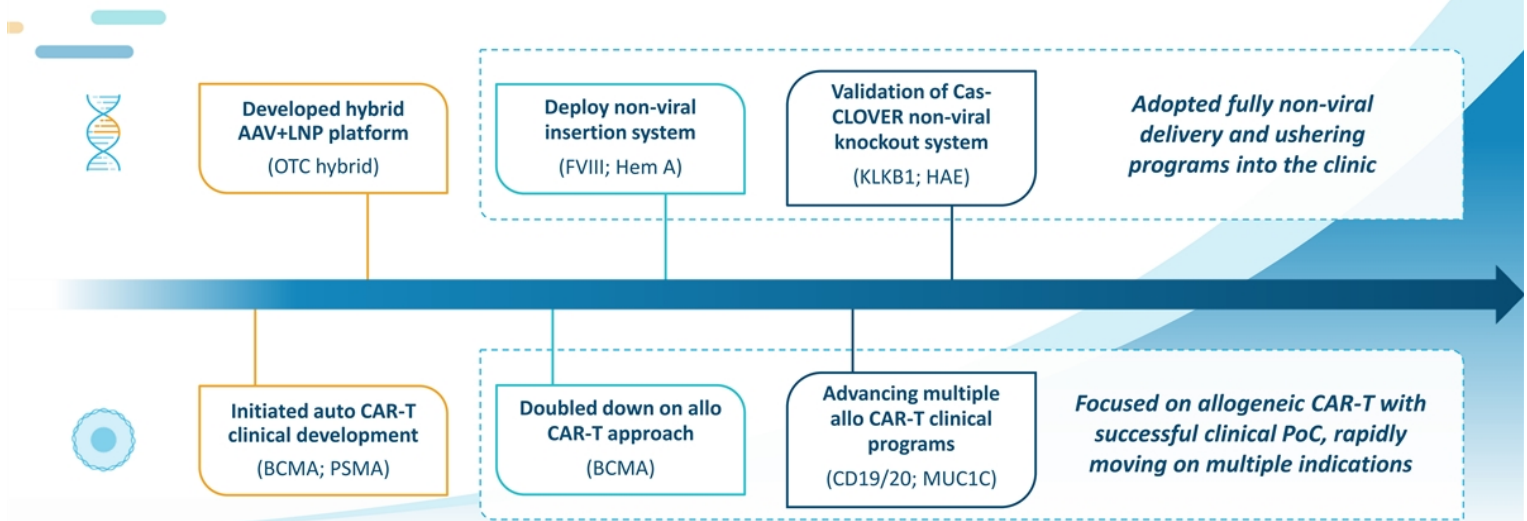 Developed hybrid
AAV+LNP platform
(OTC hybrid)
Deploy non-viral
insertion system
(FVIII; Hem A)
Validation of Cas-
CLOVER non-viral
knockout system
(KLKB1; HAE)
Adopted fully non-viral
delivery and ushering
programs into the clinic
Initiated auto CAR-T
clinical development
(BCMA; PSMA)
Doubled down on allo
CAR-T approach
(BCMA)
Advancing multiple
allo CAR-T clinical
programs
(CD19/20; MUC1C)
Focused on allogeneic CAR-T with
successful clinical PoC, rapidly
moving on multiple indications